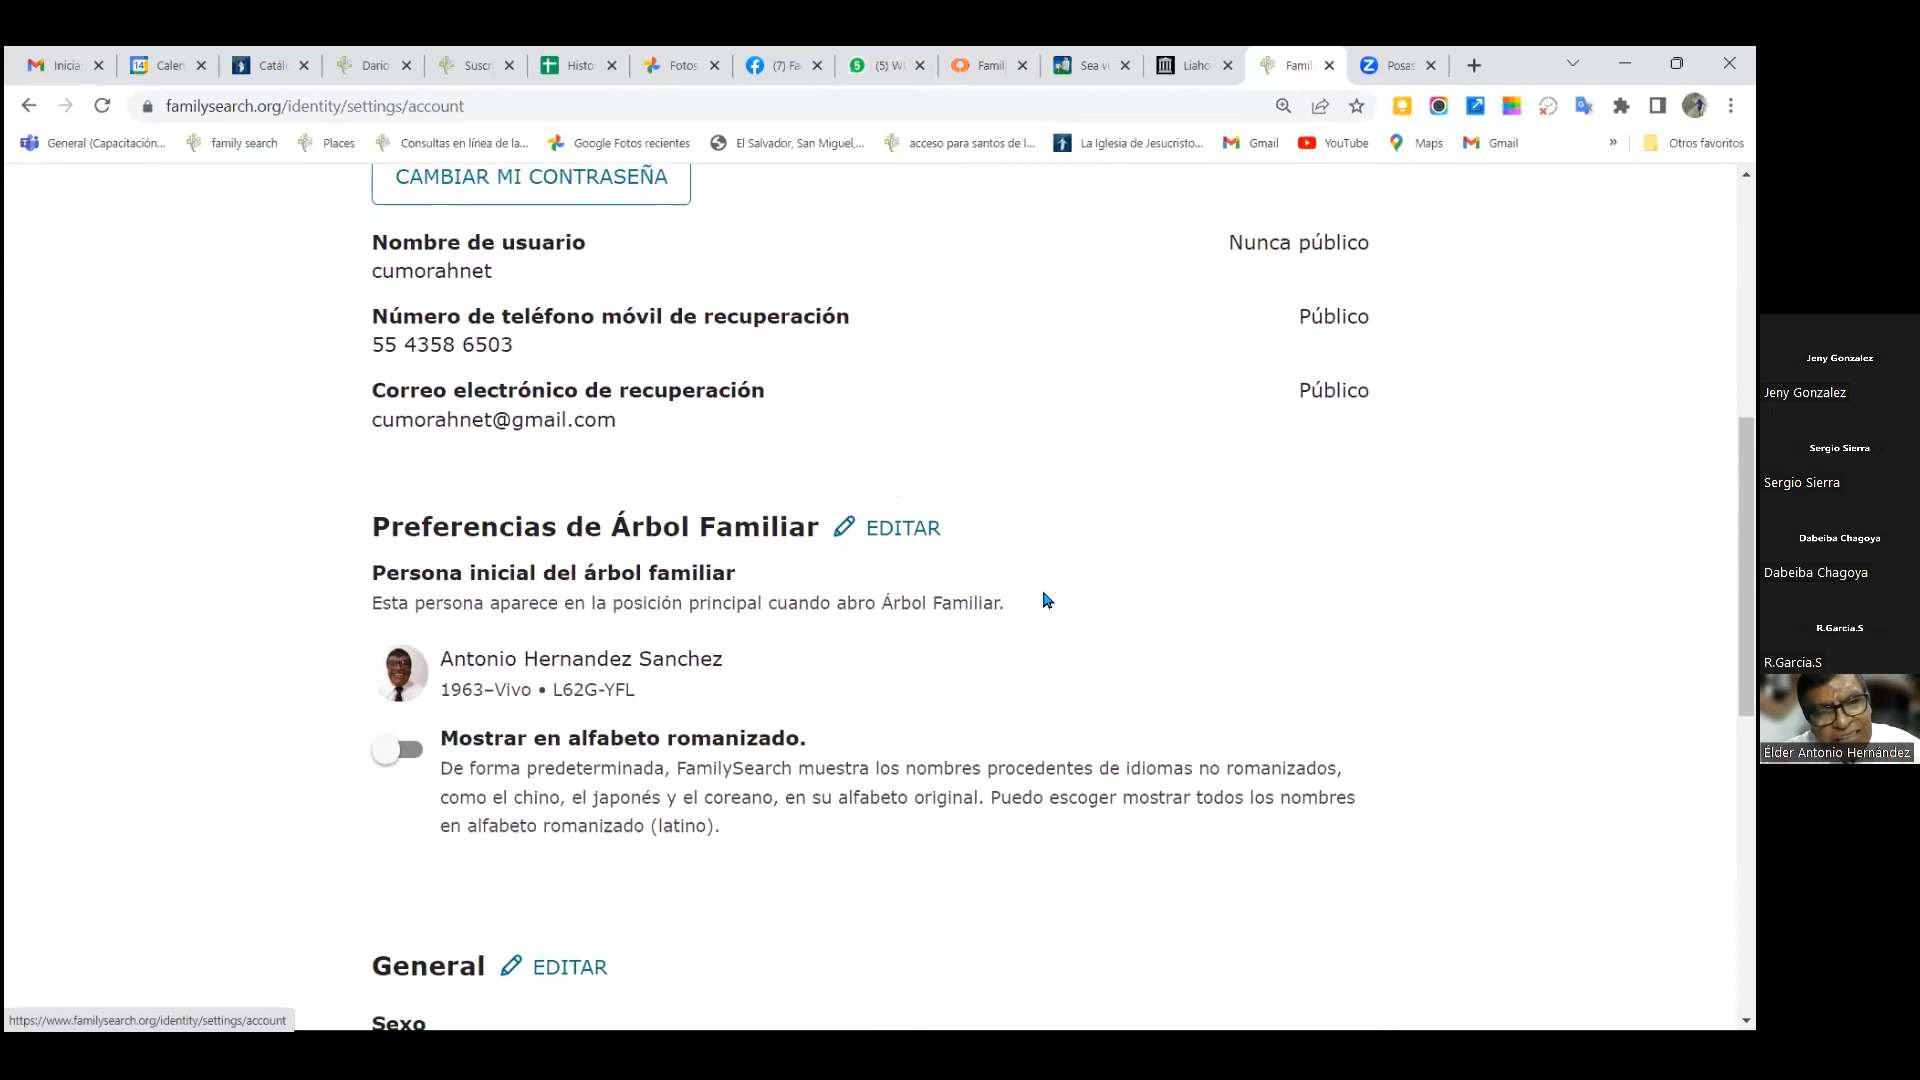 Inicia
Caler
Catálc
Dario
Suscr
Histo
Fotos
(7) Fa
(5) W
Famil
Sea v
Liaho
Famil
Posas
familysearch.org/identity/settings/account
General (Capacitación...
family search
Places
Consultas en línea de la...
Google Fotos recientes
El Salvador, San Miguel,...
acceso para santos de l...
La Iglesia de Jesucristo...
Gmail
YouTube
Maps
Gmail
»
Otros favoritos
CAMBIAR MI CONTRASEÑA
Nombre de usuario
Nunca público
cumorahnet
Número de teléfono móvil de recuperación
Público
55 4358 6503
Correo electrónico de recuperación
Público
cumorahnet@gmail.com
Preferencias de Árbol Familiar EDITAR
Persona inicial del árbol familiar
Esta persona aparece en la posición principal cuando abro Árbol Familiar.
Antonio Hernandez Sanchez
1963–Vivo • L62G-YFL
Mostrar en alfabeto romanizado.
De forma predeterminada, FamilySearch muestra los nombres procedentes de idiomas no romanizados,
como el chino, el japonés y el coreano, en su alfabeto original. Puedo escoger mostrar todos los nombres
en alfabeto romanizado (latino).
General EDITAR
Sexo
https://www.familysearch.org/identity/settings/account
Jeny Gonzalez
Jeny Gonzalez
Sergio Sierra
Sergio Sierra
Dabeiba Chagoya
Dabeiba Chagoya
R.Garcia.S
R.Garcia.S
Élder Antonio Hernández